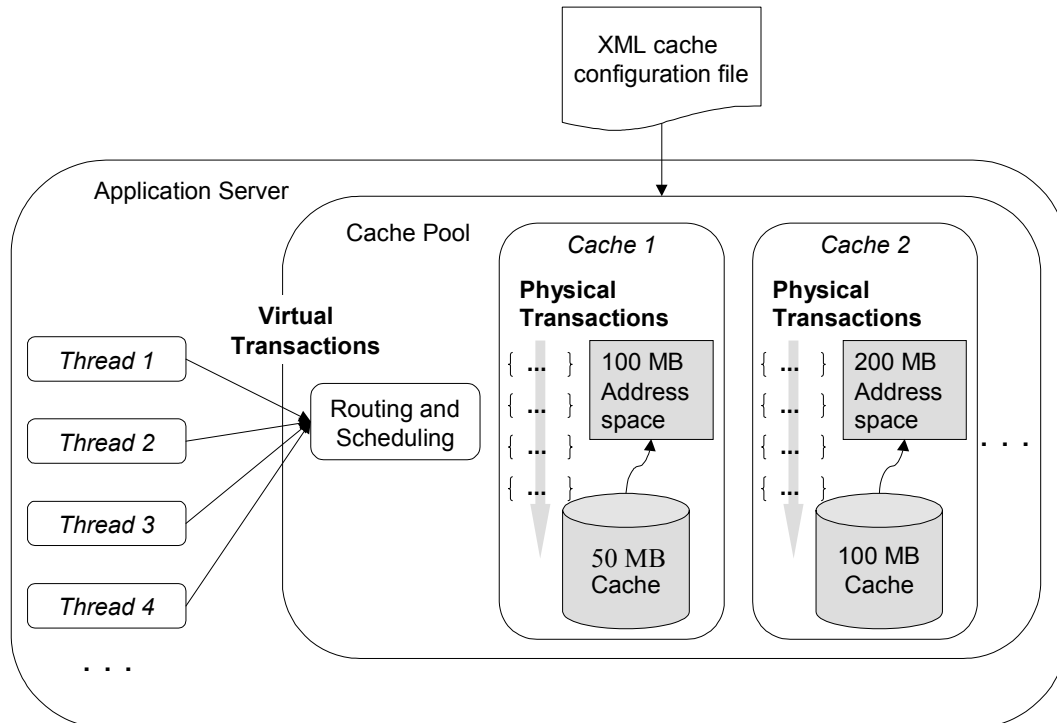 XML cache
configuration file
Application Server
Cache Pool
Cache 1
Cache 2
Virtual
Transactions
Physical
Transactions
Physical
Transactions
Thread 1
Thread 2
Thread 3
Thread 4
. . .
Routing and
Scheduling
{ ... }
{ ... }
{ ... }
{ ... }
100 MB
Address
space
50 MB
Cache
{ ... }
{ ... }
{ ... }
{ ... }
200 MB
Address
space
100 MB
Cache
. . .